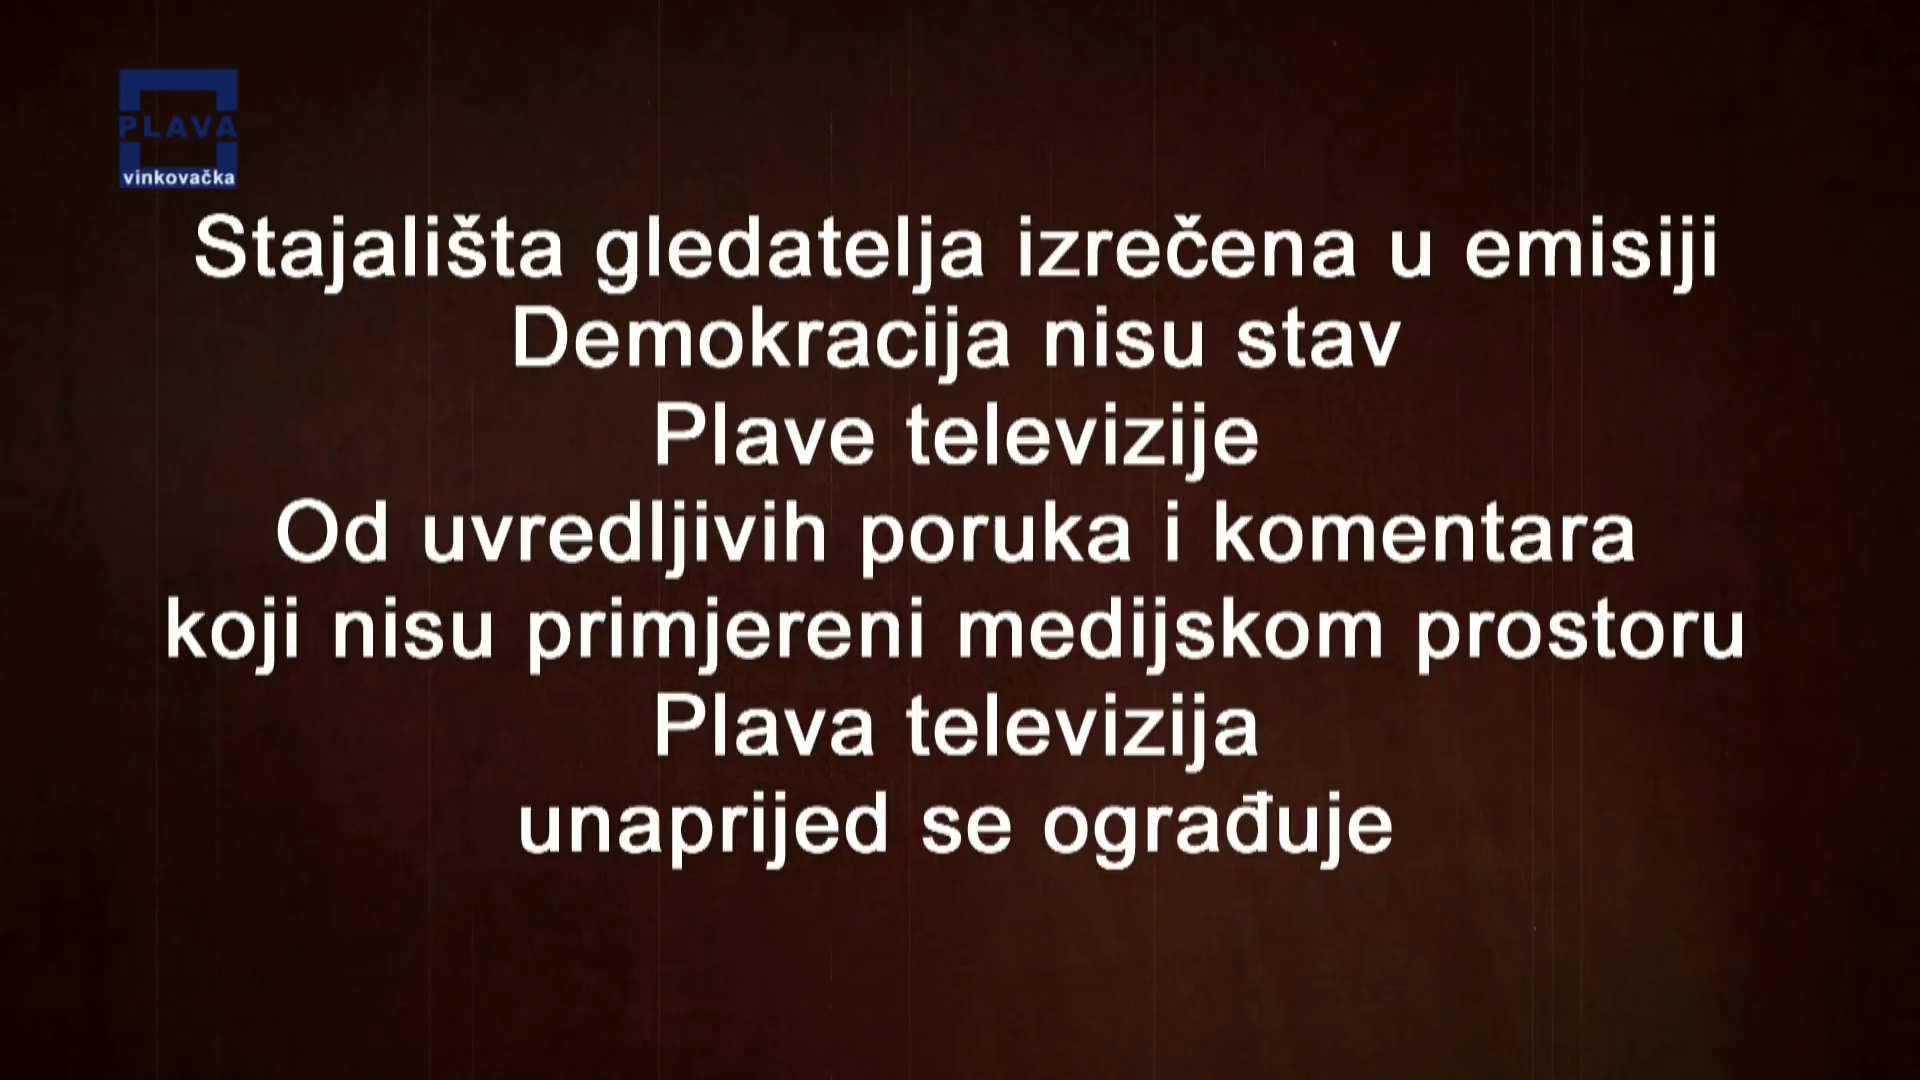 PLAVA
vinkovačka
Stajališta gledatelja izrečena u emisiji
Demokracija nisu stav
Plave televizije
Od uvredljivih poruka i komentara
koji nisu primjereni medijskom prostoru
Plava televizija
unaprijed se ograđuje